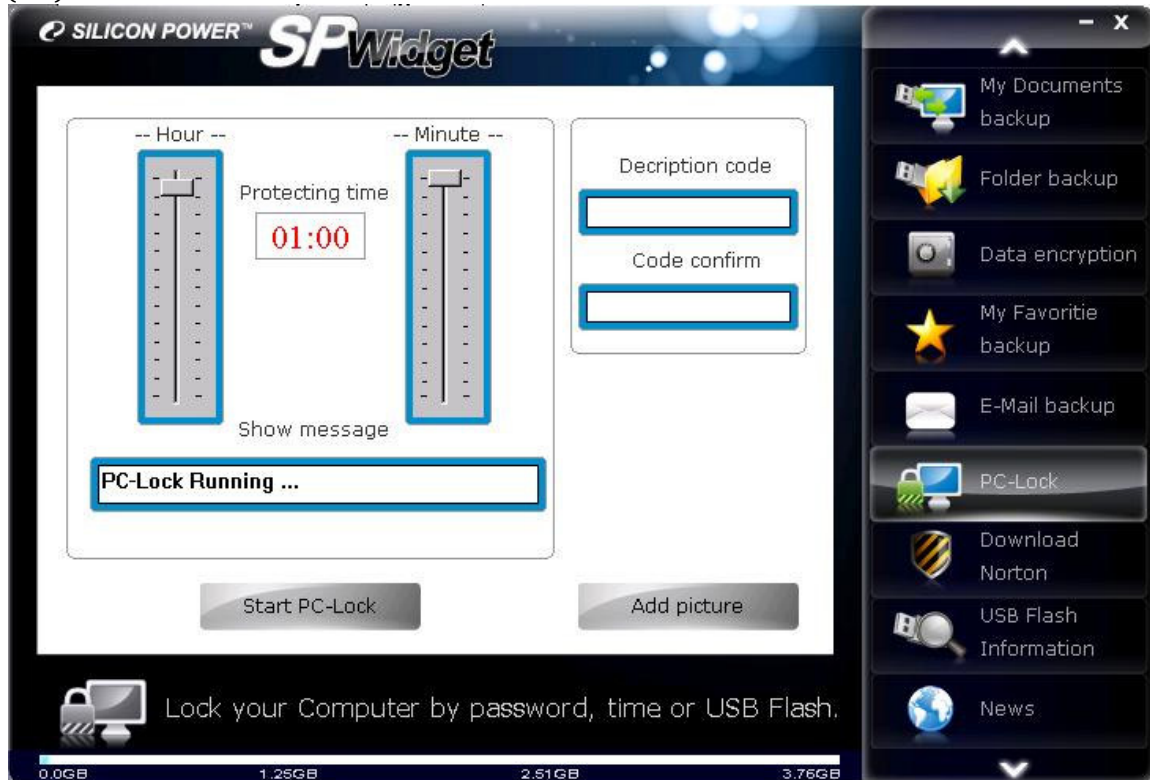 SILICON POWER™ SPWidget
- X
-- Hour --
-- Minute --
Protecting time
01:00
Decription code
Code confirm
Show message
PC-Lock Running ...
Start PC-Lock
Add picture
Lock your Computer by password, time or USB Flash.
0.0GB 1.25GB 2.51GB 3.76GB
My Documents
backup
Folder backup
Data encryption
My Favoritie
backup
E-Mail backup
PC-Lock
Download
Norton
USB Flash
Information
News